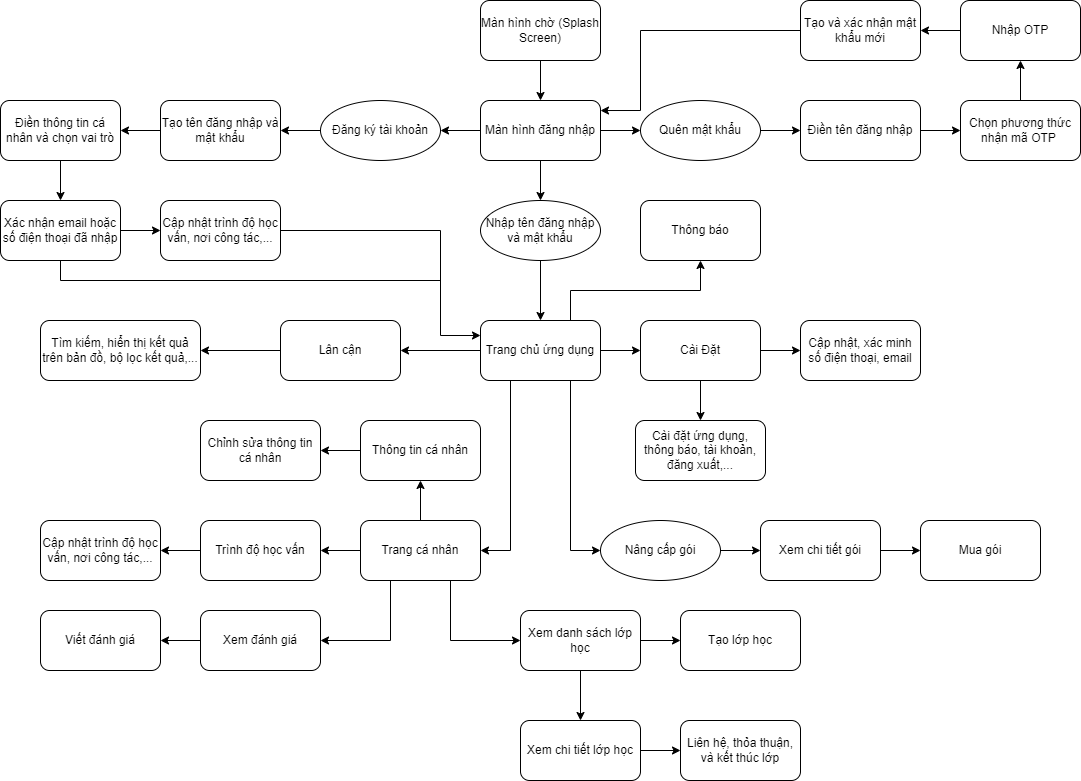 Màn hình chờ (Splash
Screen)
Tạo và xác nhận mật
khẩu mới
Nhập OTP
Điền thông tin cá
nhân và chọn vai trò
Tạo tên đăng nhập và
mật khẩu
Đăng ký tài khoản
Màn hình đăng nhập
Quên mật khẩu
Điền tên đăng nhập
Chọn phương thức
nhận mã OTP
Xác nhận email hoặc
số điện thoại đã nhập
Cập nhật trình độ học
vấn, nơi công tác,...
Nhập tên đăng nhập
và mật khẩu
Thông báo
Tìm kiếm, hiển thị kết quả
trên bản đồ, bộ lọc kết quả,...
Lân cận
Trang chủ ứng dụng
Cài Đặt
Cập nhật, xác minh
số điện thoại, email
Chỉnh sửa thông tin
cá nhân
Thông tin cá nhân
Cài đặt ứng dụng,
thông báo, tài khoản,
đăng xuất,...
Cập nhật trình độ học
vấn, nơi công tác,...
Trình độ học vấn
Trang cá nhân
Nâng cấp gói
Xem chi tiết gói
Mua gói
Viết đánh giá
Xem đánh giá
Xem danh sách lớp
học
Tạo lớp học
Xem chi tiết lớp học
Liên hệ, thỏa thuận,
và kết thúc lớp